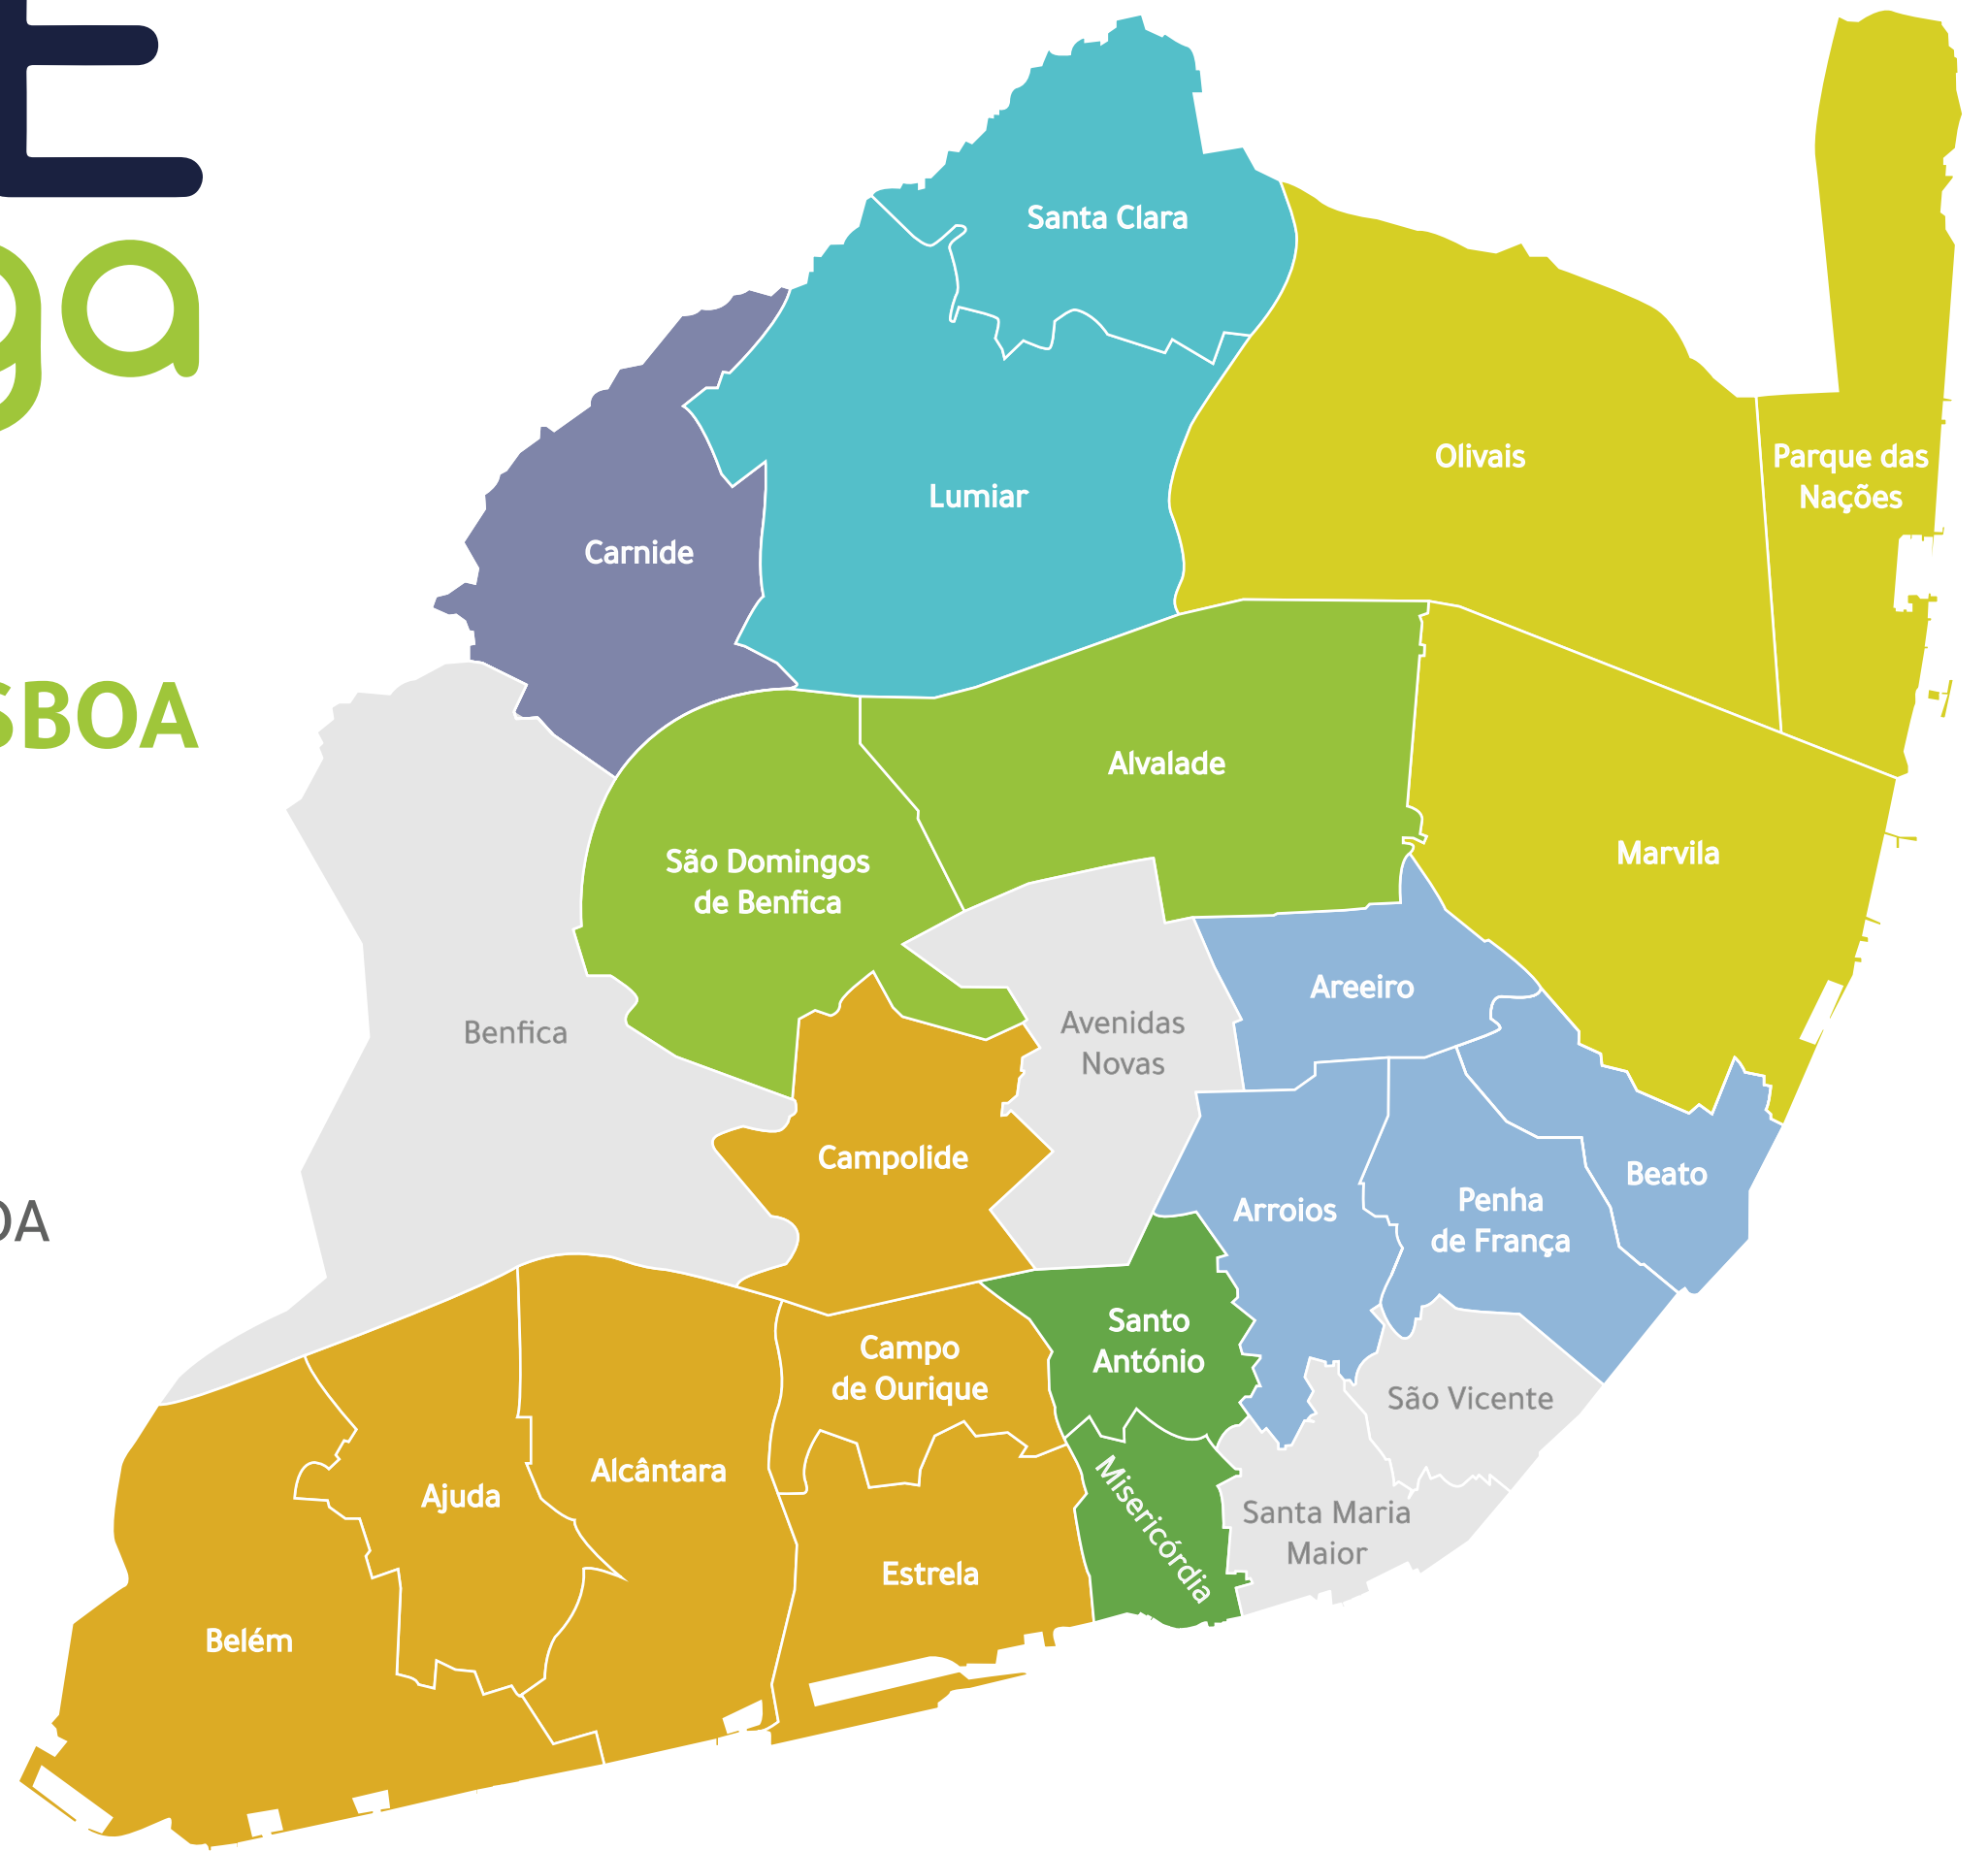 E
ga
SBOA
OA
Santa Clara
Olivais
Parque das
Nações
Lumiar
Carnide
Alvalade
Marvila
São Domingos
de Benfica
Areeiro
Benfica
Avenidas
Novas
Campolide
Beato
Arroios
Penha
de França
Santo
António
Campo
de Ourique
São Vicente
Alcântara
Ajuda
Misericórdia
Santa Maria
Maior
Estrela
Belém